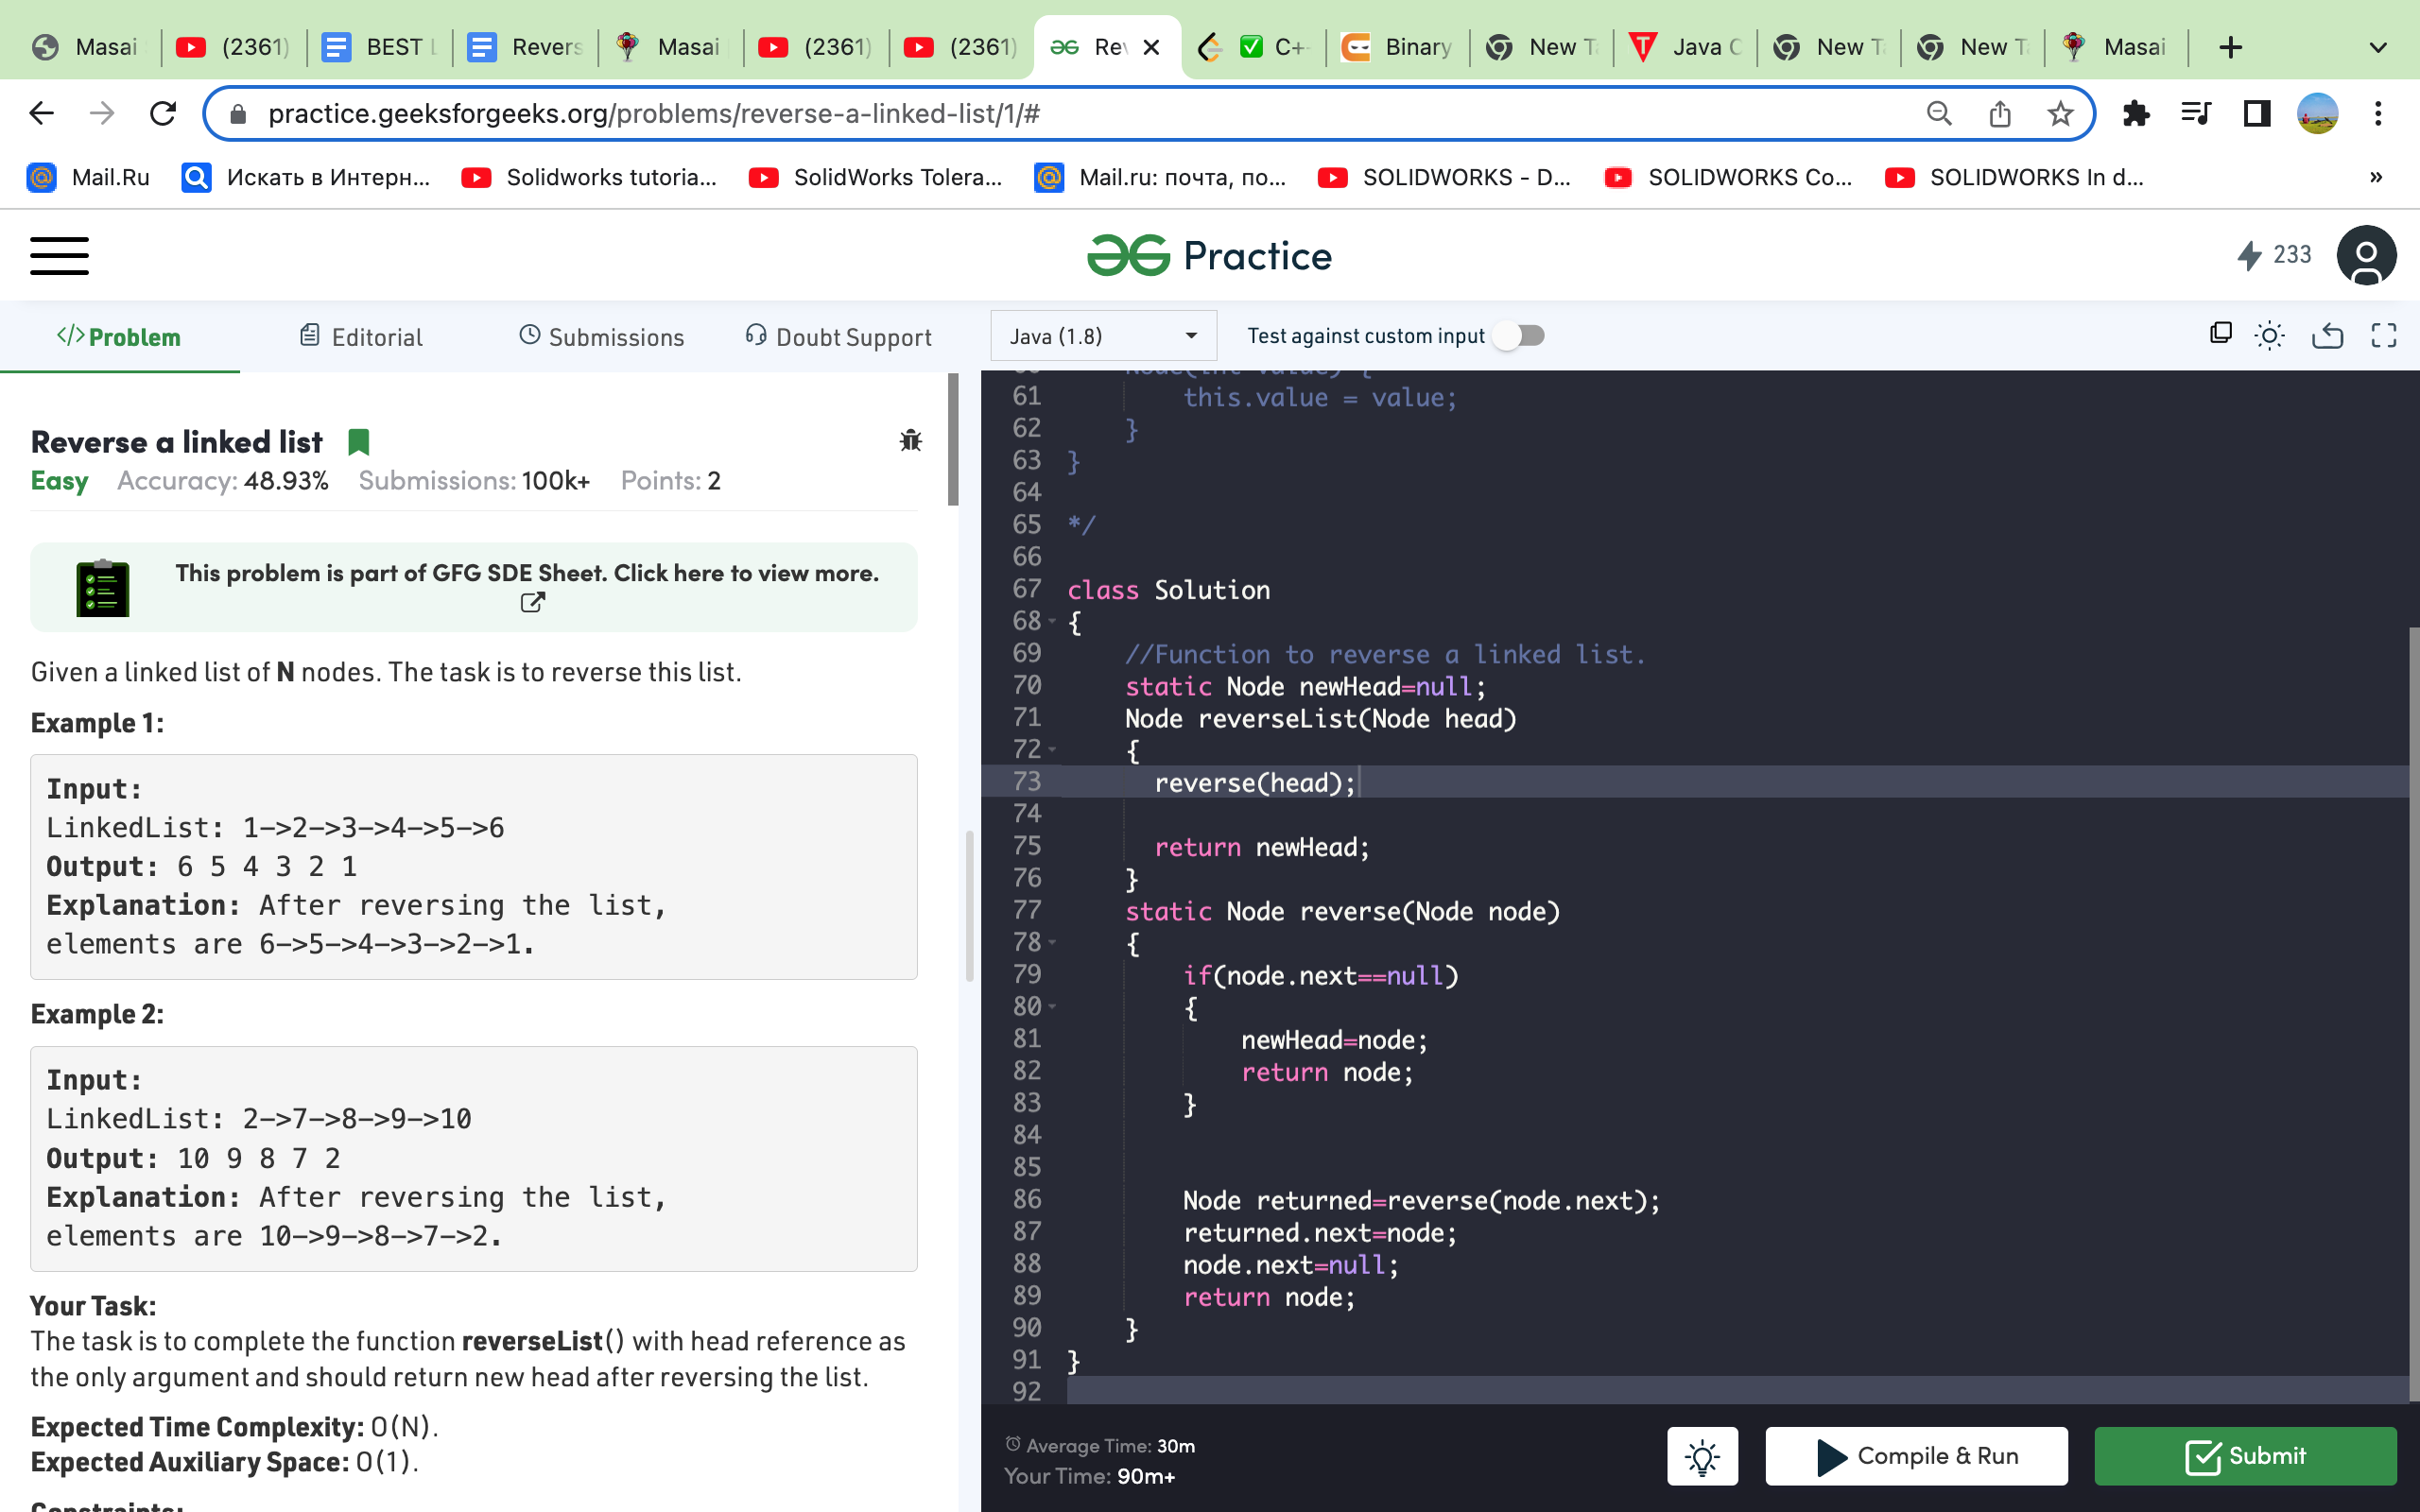 Masai
(2361)
BEST L
Revers
Masai
(2361)
(2361)
Re
C+
Binary
New T
Java C
New T
New T
Masai
practice.geeksforgeeks.org/problems/reverse-a-linked-list/1/#
Mail.Ru
Искать в Интерн...
Solidworks tutoria...
SolidWorks Tolera...
Mail.ru: почта, по...
SOLIDWORKS - D...
SOLIDWORKS Co...
SOLIDWORKS In d...
»
Practice
233
</> Problem
Editorial
Submissions
Doubt Support
Java (1.8)
Test against custom input
Reverse a linked list
Easy Accuracy: 48.93% Submissions: 100k+ Points: 2
This problem is part of GFG SDE Sheet. Click here to view more.
Given a linked list of N nodes. The task is to reverse this list.
Example 1:
Input:
LinkedList: 1->2->3->4->5->6
Output: 6 5 4 3 2 1
Explanation: After reversing the list,
elements are 6->5->4->3->2->1.
Example 2:
Input:
LinkedList: 2->7->8->9->10
Output: 10 9 8 7 2
Explanation: After reversing the list,
elements are 10->9->8->7->2.
Your Task:
The task is to complete the function reverseList() with head reference as
the only argument and should return new head after reversing the list.
Expected Time Complexity: O(N).
Expected Auxiliary Space: O(1).
Constraints:
60 Node(int value) {
61 this.value = value;
62 }
63 }
64
65 */
66
67 class Solution
68 {
69 //Function to reverse a linked list.
70 static Node newHead=null;
71 Node reverseList(Node head)
72 {
73 reverse(head);
74
75 return newHead;
76 }
77 static Node reverse(Node node)
78 {
79 if(node.next==null)
80 {
81 newHead=node;
82 return node;
83 }
84
85
86 Node returned=reverse(node.next);
87 returned.next=node;
88 node.next=null;
89 return node;
90 }
91 }
92
Average Time: 30m
Your Time: 90m+
Compile & Run
Submit